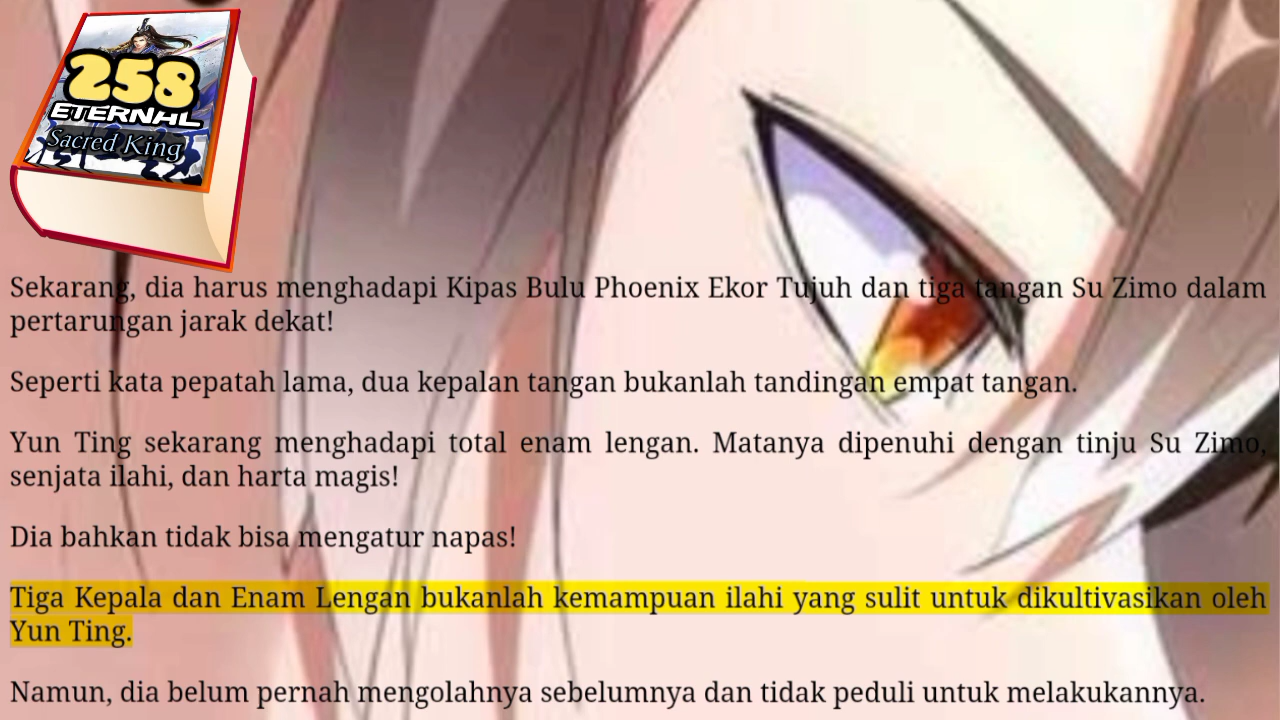 258
ETERNAL
Sacred King
Sekarang, dia harus menghadapi Kipas Bulu Phoenix Ekor Tujuh dan tiga tangan Su Zimo dalam
pertarungan jarak dekat!
Seperti kata pepatah lama, dua kepalan tangan bukanlah tandingan empat tangan.
Yun Ting sekarang menghadapi total enam lengan. Matanya dipenuhi dengan tinju Su Zimo,
senjata ilahi, dan harta magis!
Dia bahkan tidak bisa mengatur napas!
Tiga Kepala dan Enam Lengan bukanlah kemampuan ilahi yang sulit untuk dikultivasikan oleh
Yun Ting.
Namun, dia belum pernah mengolahnya sebelumnya dan tidak peduli untuk melakukannya.